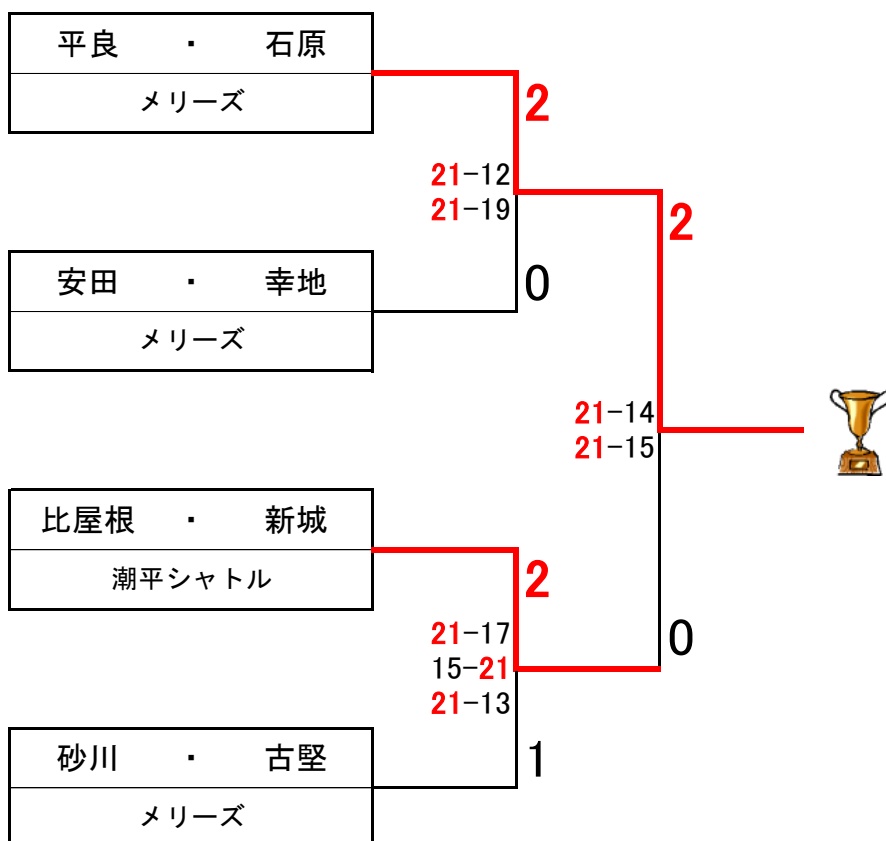 平良 ・ 石原
メリーズ
2
21-12
21-19
2
安田 ・ 幸地
メリーズ
0
21-14
21-15
比屋根 ・ 新城
潮平シャトル
2
21-17
15-21
21-13
0
砂川 ・ 古堅
メリーズ
1